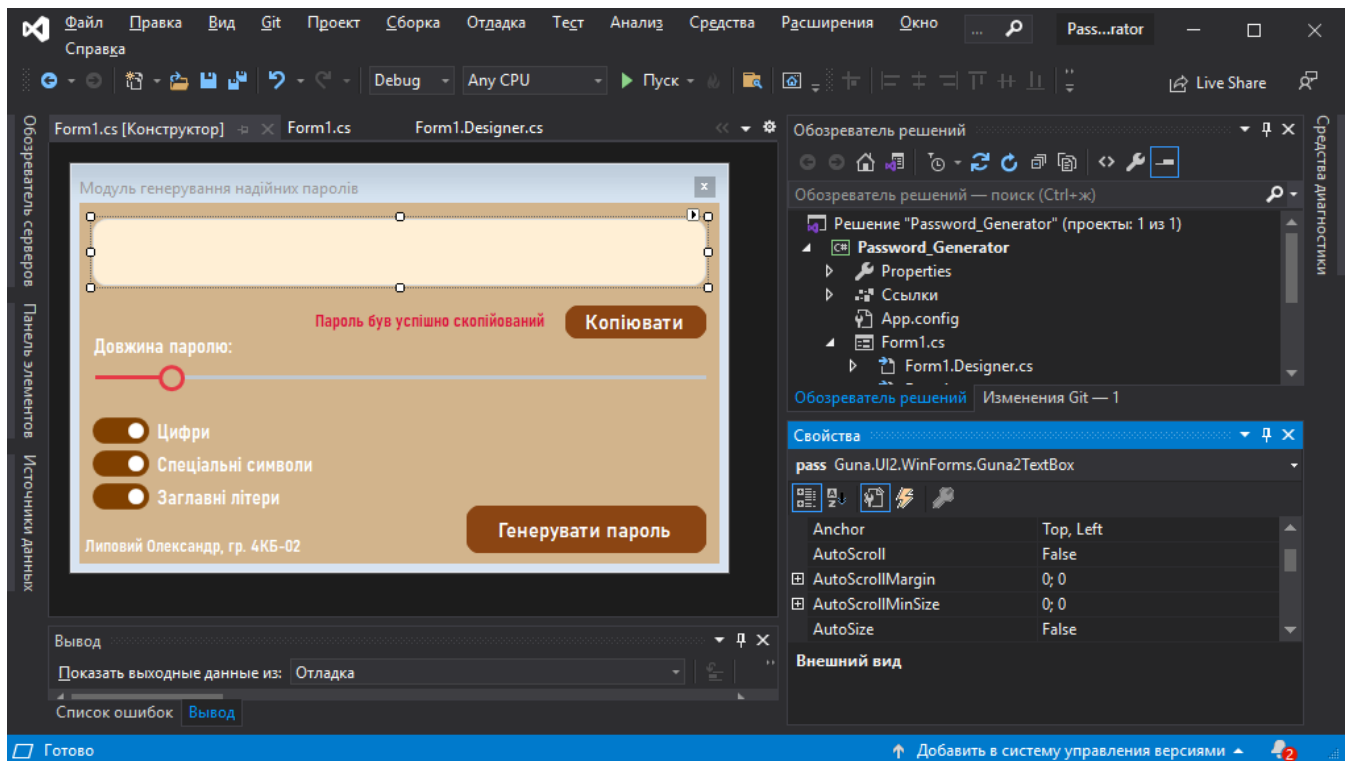 Файл Правка Вид Git Проект Сборка Отладка Тест Анализ Средства Расширения Окно ... Pass...rator
Справка
Debug Any CPU Пуск Live Share
Обозреватель серверов
Панель элементов
Источники данных
Form1.cs [Конструктор] Form1.cs Form1.Designer.cs
Модуль генерування надійних паролів
Пароль був успішно скопійований Копіювати
Довжина паролю:
Цифри
Спеціальні символи
Заглавні літери
Генерувати пароль
Липовий Олександр, гр. 4КБ-02
Вывод
Показать выходные данные из: Отладка
Список ошибок Вывод
Обозреватель решений
Обозреватель решений — поиск (Ctrl+ж)
Решение "Password_Generator" (проекты: 1 из 1)
C# Password_Generator
Properties
Ссылки
App.config
Form1.cs
Form1.Designer.cs
Обозреватель решений Изменения Git — 1
Свойства
pass Guna.UI2.WinForms.Guna2TextBox
Anchor Top, Left
AutoScroll False
AutoScrollMargin 0; 0
AutoScrollMinSize 0; 0
AutoSize False
Внешний вид
Средства диагностики
Готово Добавить в систему управления версиями 2